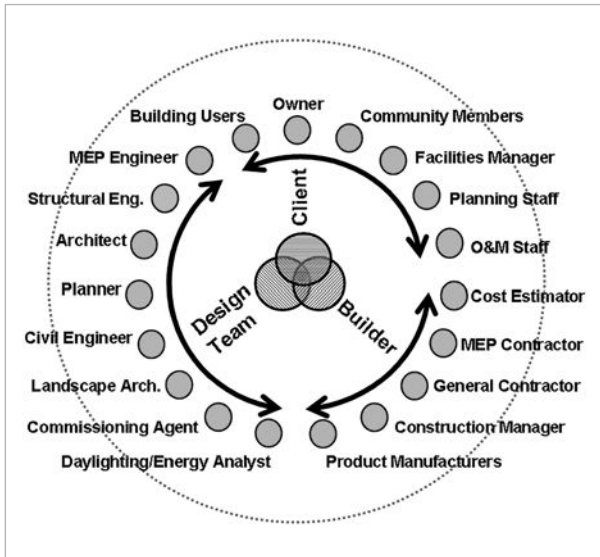 Owner
Building Users
Community Members
MEP Engineer
Facilities Manager
Structural Eng.
Planning Staff
Architect
O&M Staff
Planner
Cost Estimator
Civil Engineer
MEP Contractor
Landscape Arch.
General Contractor
Commissioning Agent
Construction Manager
Daylighting/Energy Analyst
Product Manufacturers
Client
Design
Team
Builder